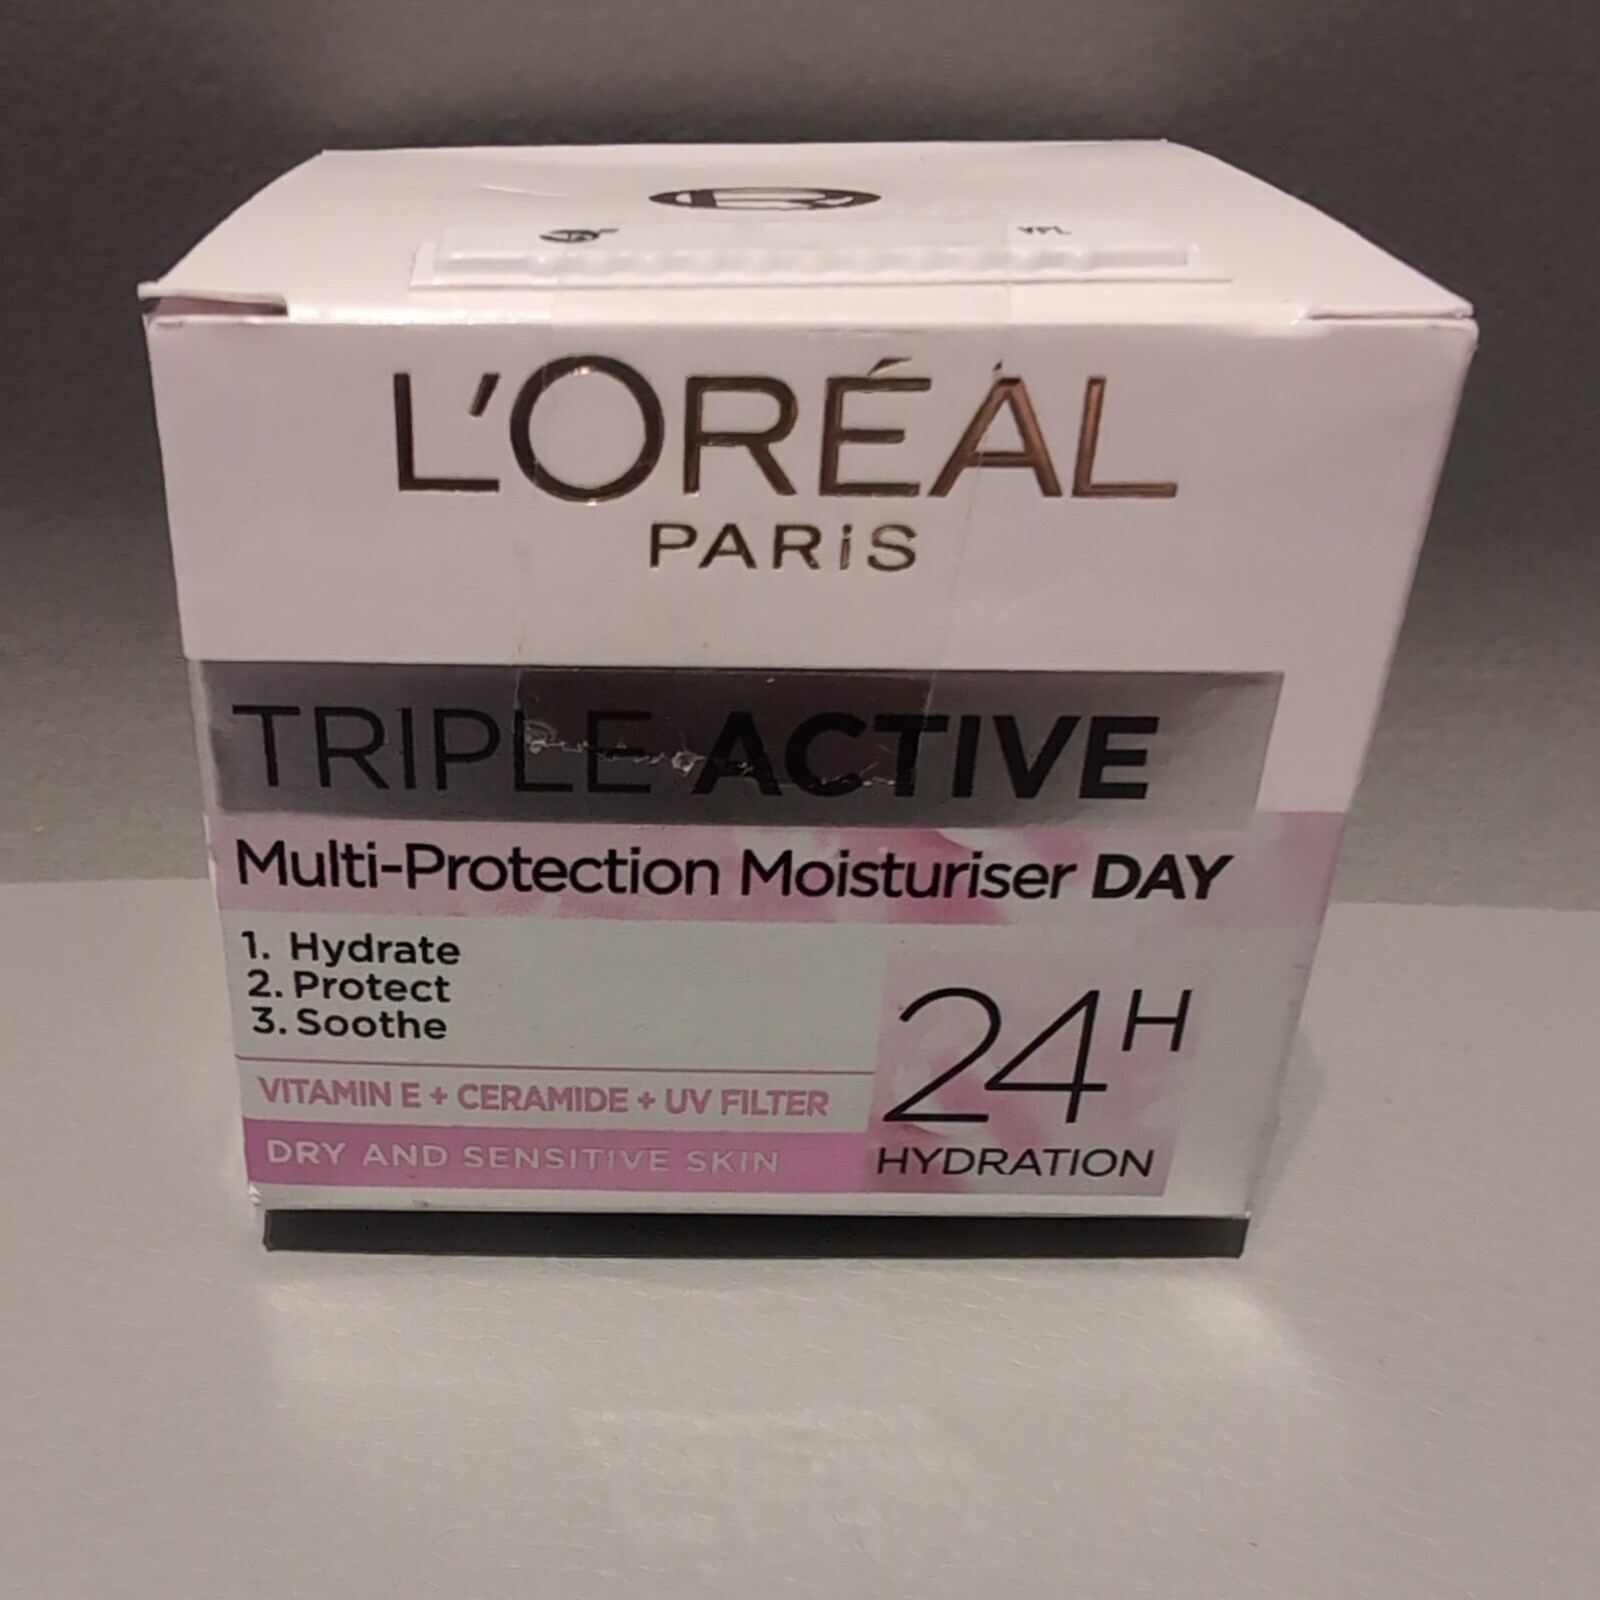 L'ORÉAL
PARiS
TRIPLE ACTIVE
Multi-Protection Moisturiser DAY
1. Hydrate
2. Protect
3. Soothe
VITAMIN E + CERAMIDE + UV FILTER
DRY AND SENSITIVE SKIN
24H
HYDRATION